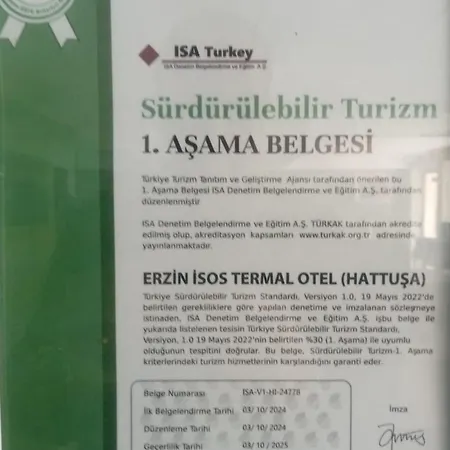 ISA Turkey
ISA Denetim Belgelendirme ve Eğitim A.Ş.
Sürdürülebilir Turizm
1. AŞAMA BELGESİ
Türkiye Turizm Tanıtım ve Geliştirme Ajansı tarafından önerilen bu
1. Aşama Belgesi ISA Denetim Belgelendirme ve Eğitim A.Ş. tarafından
düzenlenmiştir
ISA Denetim Belgelendirme ve Eğitim A.Ş. TÜRKAK tarafından akredite
edilmiş olup, akreditasyon kapsamları www.turkak.org.tr adresinde
yayınlanmaktadır.
ERZİN İSOS TERMAL OTEL (HATTUŞA)
Türkiye Sürdürülebilir Turizm Standardı, Versiyon 1.0, 19 Mayıs 2022'de
belirtilen gerekliliklere göre yapılan denetime ve imzalanan sözleşmeye
istinaden, ISA Denetim Belgelendirme ve Eğitim A.Ş. işbu belge ile
yukarıda listelenen tesisin Türkiye Sürdürülebilir Turizm Standardı,
Versiyon, 1.0 19 Mayıs 2022'nin belirtilen %30 (1. Aşama) ile uyumlu
olduğunun tespitini doğrular. Bu belge, Sürdürülebilir Turizm-1. Aşama
kriterlerindeki turizm hizmetlerinin karşılandığını garanti eder.
Belge Numarası ISA-V1-HI-24778
İlk Belgelendirme Tarihi 03/ 10/ 2024
Düzenleme Tarihi 03/ 10/ 2024
Geçerlilik Tarihi 03/ 10 / 2025
İmza